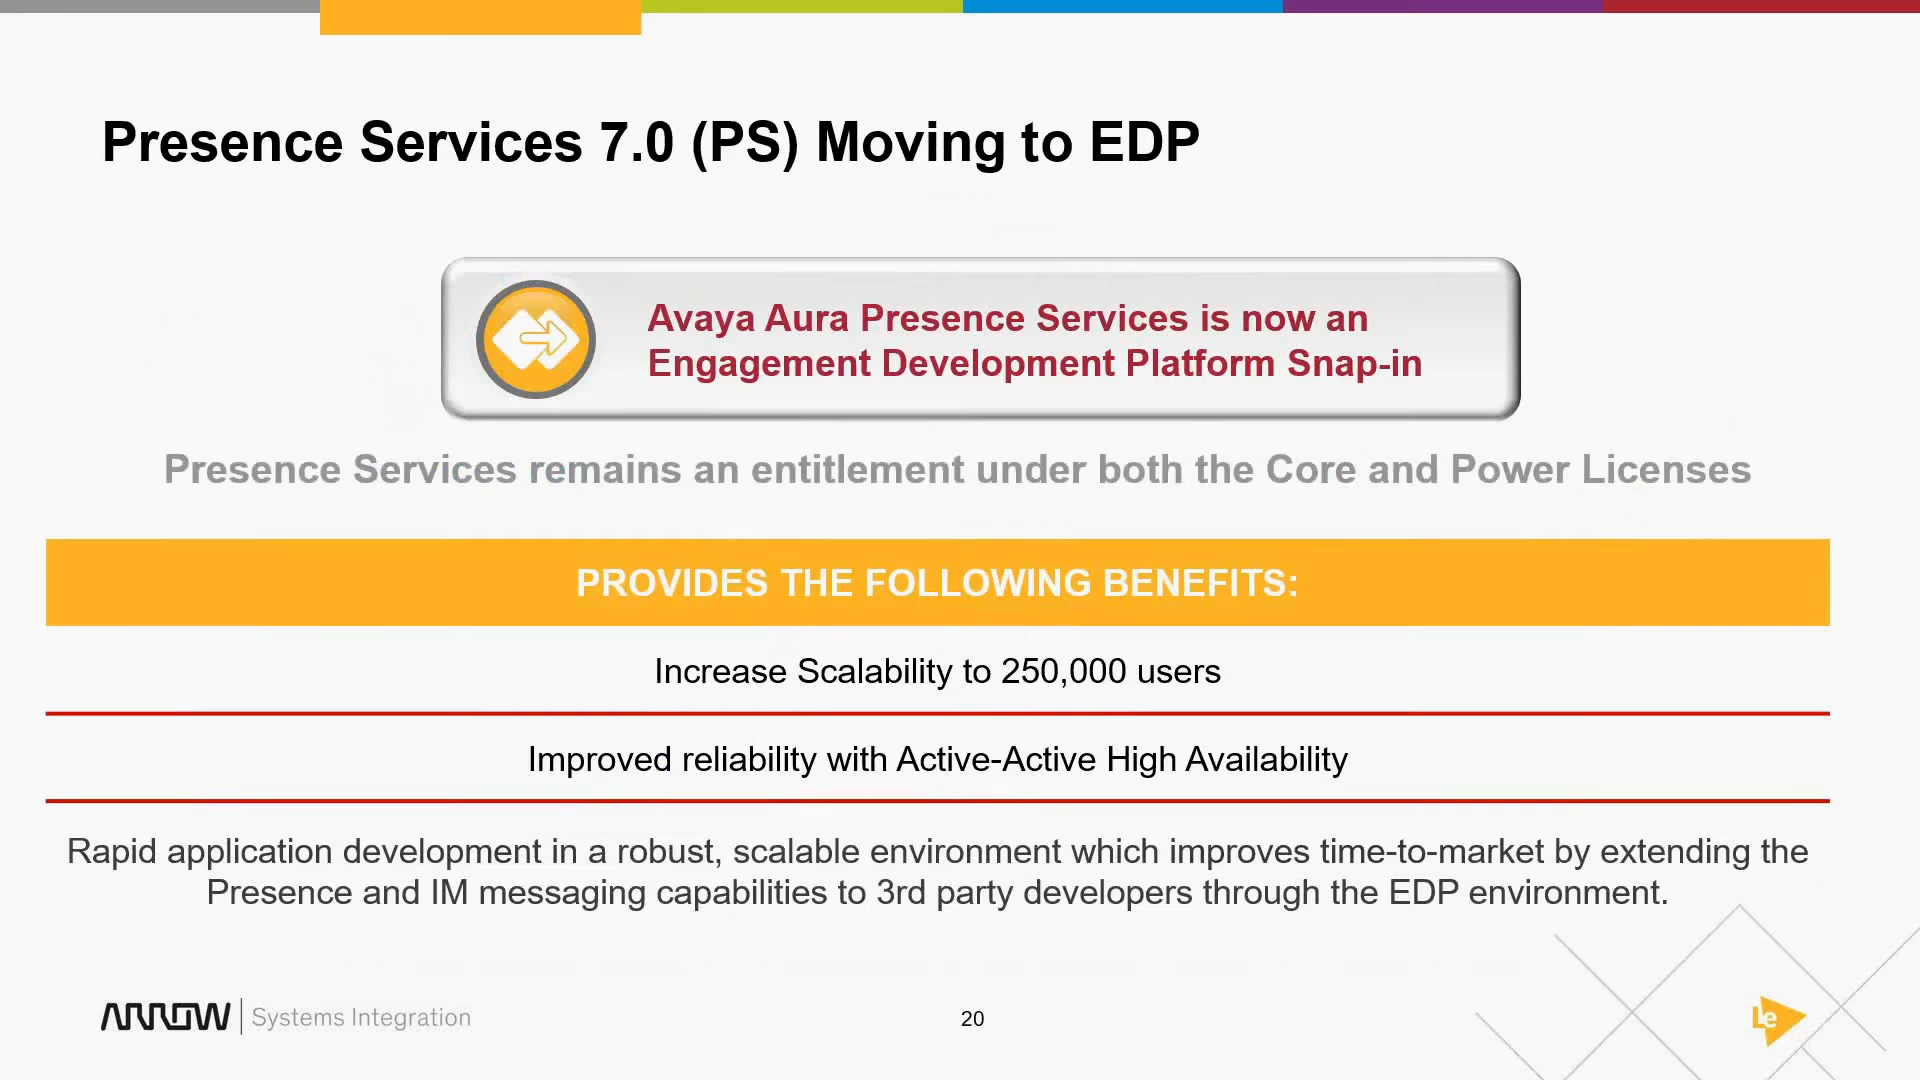 Presence Services 7.0 (PS) Moving to EDP
Avaya Aura Presence Services is now an
Engagement Development Platform Snap-in
Presence Services remains an entitlement under both the Core and Power Licenses
PROVIDES THE FOLLOWING BENEFITS:
Increase Scalability to 250,000 users
Improved reliability with Active-Active High Availability
Rapid application development in a robust, scalable environment which improves time-to-market by extending the
Presence and IM messaging capabilities to 3rd party developers through the EDP environment.
ARROW Systems Integration
20
Le